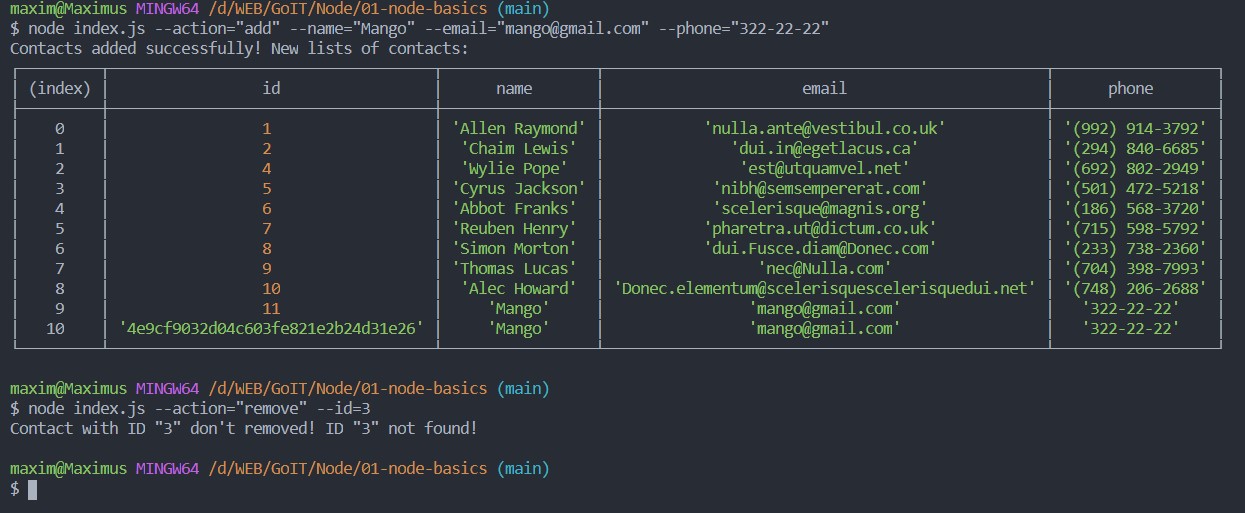 maxim@Maximus MINGW64 /d/WEB/GoIT/Node/01-node-basics (main)
$ node index.js --action="add" --name="Mango" --email="mango@gmail.com" --phone="322-22-22"
Contacts added successfully! New lists of contacts:
(index) id name email phone
0 1 'Allen Raymond' 'nulla.ante@vestibul.co.uk' '(992) 914-3792'
1 2 'Chaim Lewis' 'dui.in@egetlacus.ca' '(294) 840-6685'
2 4 'Wylie Pope' 'est@utquamvel.net' '(692) 802-2949'
3 5 'Cyrus Jackson' 'nibh@semsempererat.com' '(501) 472-5218'
4 6 'Abbot Franks' 'scelerisque@magnis.org' '(186) 568-3720'
5 7 'Reuben Henry' 'pharetra.ut@dictum.co.uk' '(715) 598-5792'
6 8 'Simon Morton' 'dui.Fusce.diam@Donec.com' '(233) 738-2360'
7 9 'Thomas Lucas' 'nec@Nulla.com' '(704) 398-7993'
8 10 'Alec Howard' 'Donec.elementum@scelerisquescelerisquedui.net' '(748) 206-2688'
9 11 'Mango' 'mango@gmail.com' '322-22-22'
10 '4e9cf9032d04c603fe821e2b24d31e26' 'Mango' 'mango@gmail.com' '322-22-22'
maxim@Maximus MINGW64 /d/WEB/GoIT/Node/01-node-basics (main)
$ node index.js --action="remove" --id=3
Contact with ID "3" don't removed! ID "3" not found!
maxim@Maximus MINGW64 /d/WEB/GoIT/Node/01-node-basics (main)
$